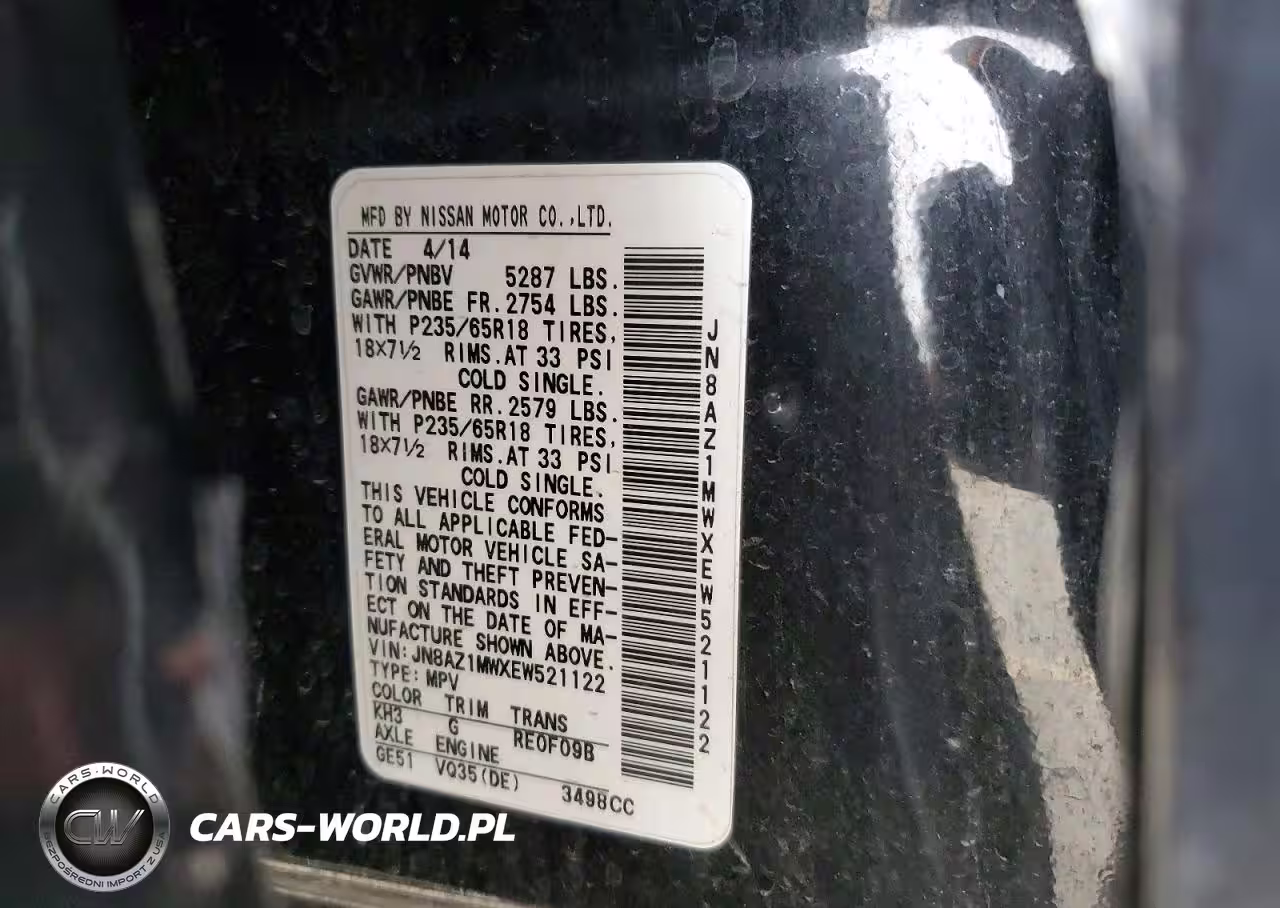 MFD BY NISSAN MOTOR CO.,LTD.
DATE 4/14
GVWR/PNBV 5287 LBS.
GAWR/PNBE FR. 2754 LBS.
WITH P235/65R18 TIRES,
18×7½ RIMS. AT 33 PSI
COLD SINGLE.
GAWR/PNBE RR. 2579 LBS.
WITH P235/65R18 TIRES,
18×7½ RIMS. AT 33 PSI
COLD SINGLE.
THIS VEHICLE CONFORMS
TO ALL APPLICABLE FED-
ERAL MOTOR VEHICLE SA-
FETY AND THEFT PREVEN-
TION STANDARDS IN EFF-
ECT ON THE DATE OF MA-
NUFACTURE SHOWN ABOVE.
VIN: JN8AZ1MWXEW521122
TYPE: MPV
COLOR TRIM TRANS
KH3 G RE0F09B
AXLE ENGINE
GE51 VQ35(DE) 3498CC
JN8AZ1MWXEW521122
CARS-WORLD
CW
BEZPOŚREDNI IMPORT Z USA
CARS-WORLD.PL